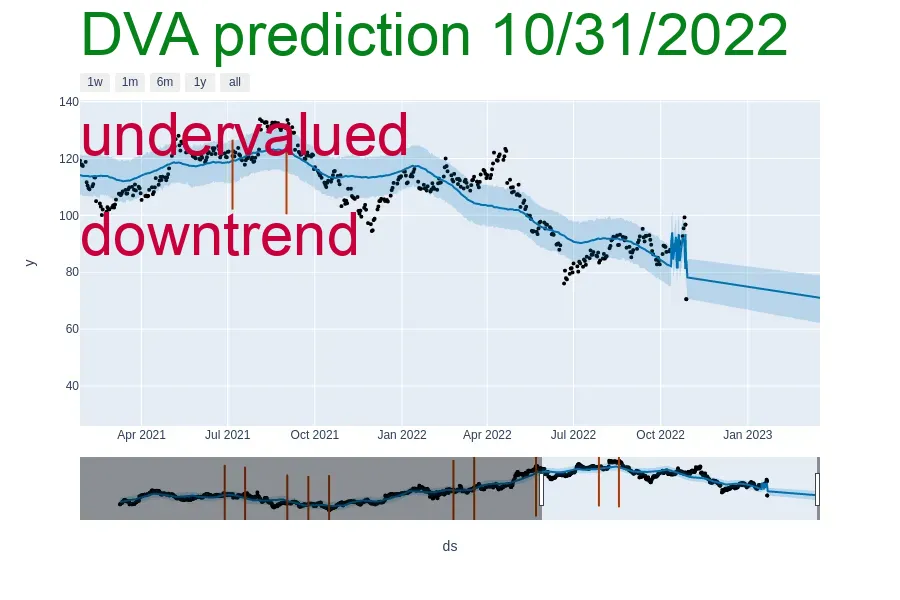 DVA prediction 10/31/2022
1w 1m 6m 1y all
140
undervalued
120
100
downtrend
y
80
60
40
Apr 2021 Jul 2021 Oct 2021 Jan 2022 Apr 2022 Jul 2022 Oct 2022 Jan 2023
ds